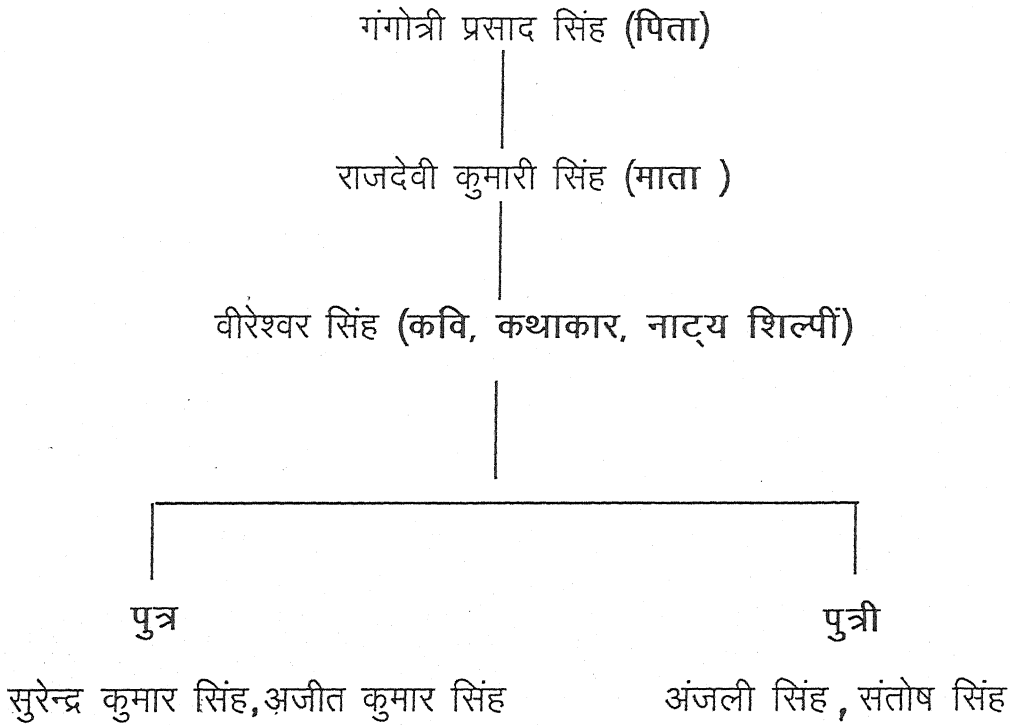 गंगोत्री प्रसाद सिंह (पिता)
राजदेवी कुमारी सिंह (माता )
वीरेश्वर सिंह (कवि, कथाकार, नाट्य शिल्पीं)
पुत्र
पुत्री
सुरेन्द्र कुमार सिंह,अजीत कुमार सिंह
अंजली सिंह , संतोष सिंह